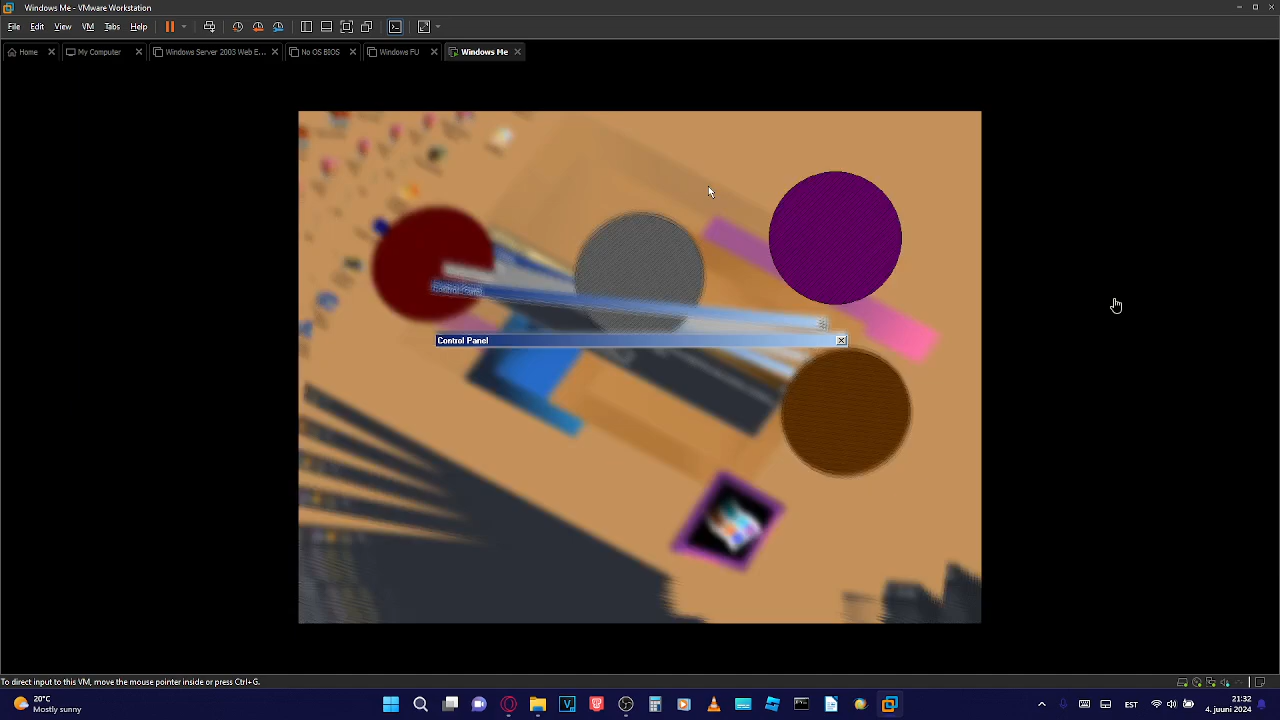 Windows Me - VMware Workstation
File Edit View VM Tabs Help
Home My Computer Windows Server 2003 Web E... No OS BIOS Windows FU Windows Me
Control Panel
Control Panel
To direct input to this VM, move the mouse pointer inside or press Ctrl+G.
20°C
Mostly sunny
EST
21:32
4. juuni 2024